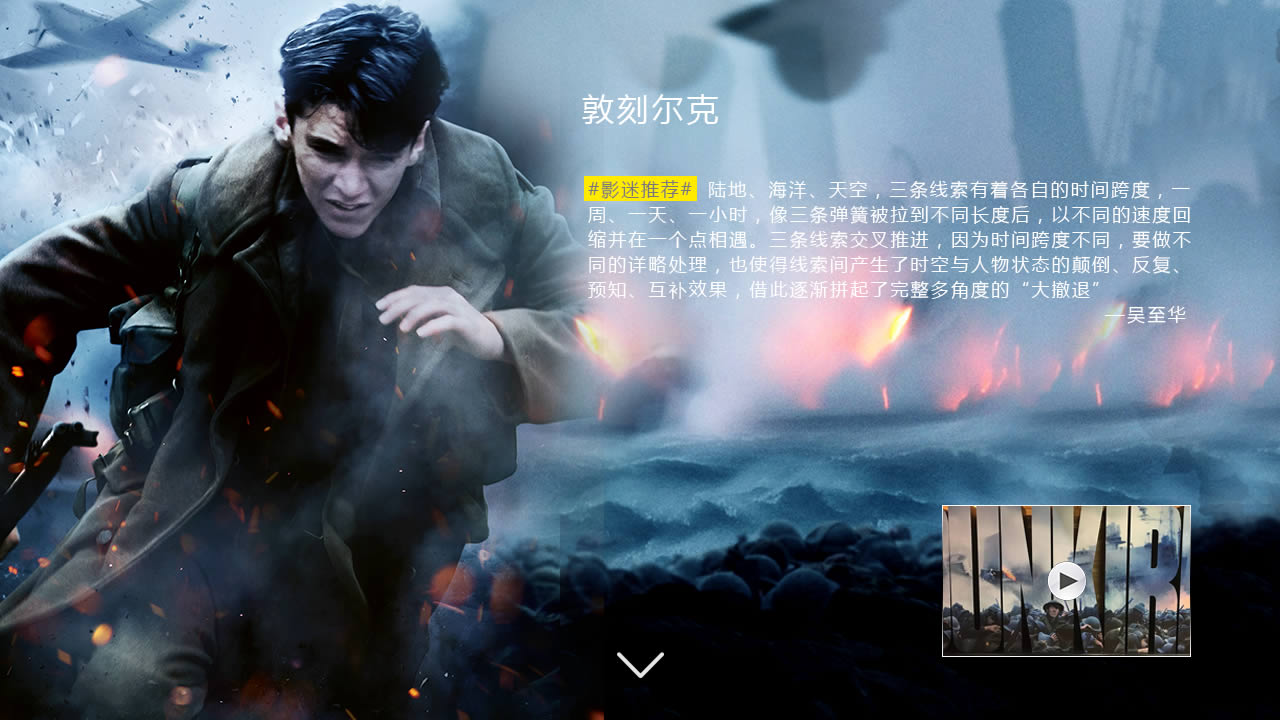 敦刻尔克
#影迷推荐# 陆地、海洋、天空，三条线索有着各自的时间跨度，一
周、一天、一小时，像三条弹簧被拉到不同长度后，以不同的速度回
缩并在一个点相遇。三条线索交叉推进，因为时间跨度不同，要做不
同的详略处理，也使得线索间产生了时空与人物状态的颠倒、反复、
预知、互补效果，借此逐渐拼起了完整多角度的“大撤退”
—吴至华